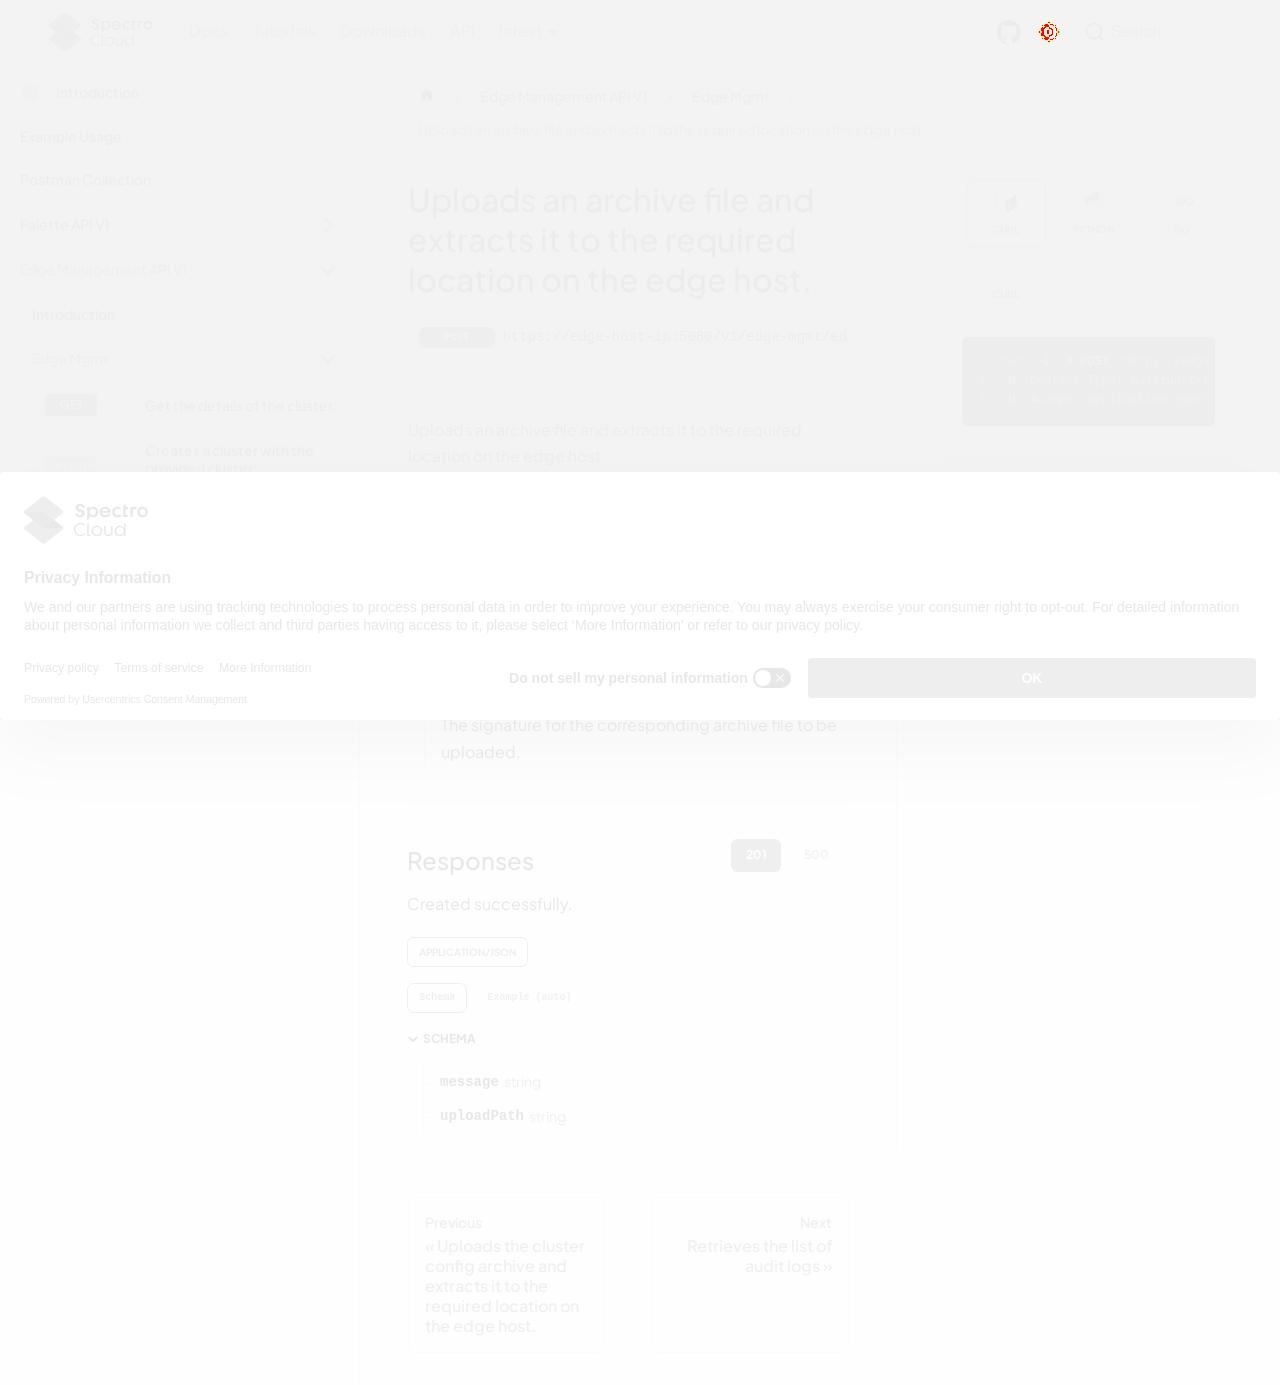 Spectro
Cloud
Docs Tutorials Downloads API latest
Search
Introduction
Example Usage
Postman Collection
Palette API V1
Edge Management API V1
Introduction
Edge Mgmt
GET Get the details of the cluster.
Creates a cluster with the
provided cluster
Edge Management API V1 Edge Mgmt
Uploads an archive file and extracts it to the required location on the edge host.
Uploads an archive file and
extracts it to the required
location on the edge host.
POST https://edge-host-ip:5080/v1/edge-mgmt/ed
Uploads an archive file and extracts it to the required
location on the edge host.
CURL PYTHON GO
CURL
Spectro
Cloud
Privacy Information
We and our partners are using tracking technologies to process personal data in order to improve your experience. You may always exercise your consumer right to opt-out. For detailed information
about personal information we collect and third parties having access to it, please select ‘More Information’ or refer to our privacy policy.
Privacy policy Terms of service More Information
Do not sell my personal information
OK
Powered by Usercentrics Consent Management
The signature for the corresponding archive file to be
uploaded.
Responses
201 500
Created successfully.
APPLICATION/JSON
Schema Example (auto)
SCHEMA
message string
uploadPath string
Previous
« Uploads the cluster
config archive and
extracts it to the
required location on
the edge host.
Next
Retrieves the list of
audit logs »